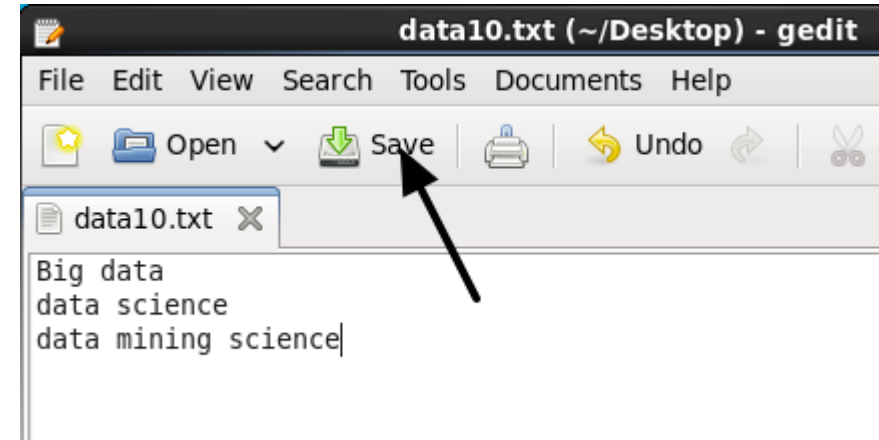 data10.txt (~/Desktop) - gedit
File Edit View Search Tools Documents Help
Open Save Undo
data10.txt
Big data
data science
data mining science